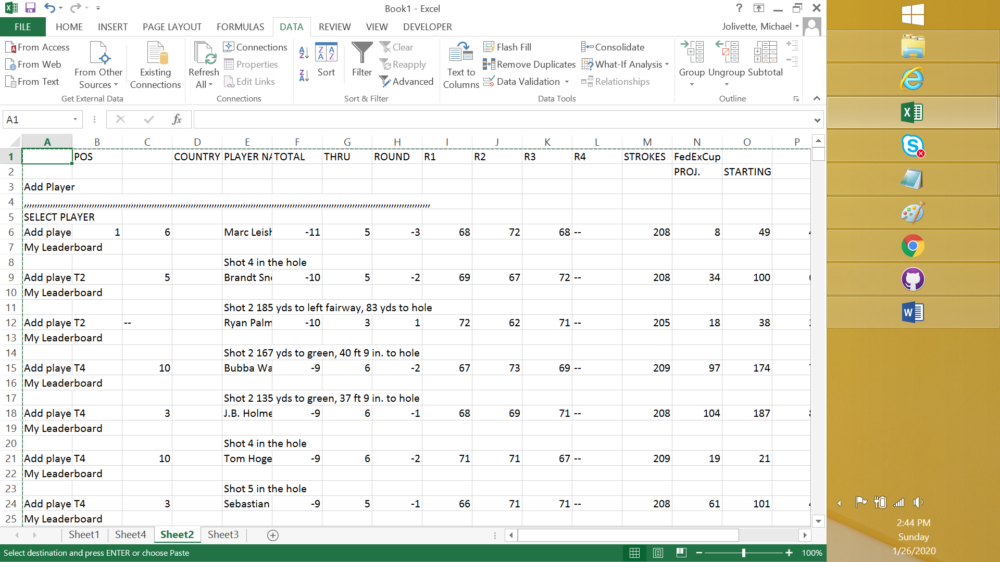 Book1 - Excel
?
FILE HOME INSERT PAGE LAYOUT FORMULAS DATA REVIEW VIEW DEVELOPER
Jolivette, Michael
From Access
From Web
From Text
From Other Sources
Existing Connections
Get External Data
Refresh All
Connections
Properties
Edit Links
Connections
Sort
Filter
Clear
Reapply
Advanced
Sort & Filter
Text to Columns
Flash Fill
Remove Duplicates
Data Validation
Consolidate
What-If Analysis
Relationships
Data Tools
Group
Ungroup
Subtotal
Outline
A1
fx
A B C D E F G H I J K L M N O P
1 POS COUNTRY PLAYER NA TOTAL THRU ROUND R1 R2 R3 R4 STROKES FedExCup
2 PROJ. STARTING
3 Add Player
4
5 SELECT PLAYER
6 Add playe 1 6 Marc Leish -11 5 -3 68 72 68 -- 208 8 49
7 My Leaderboard
8 Shot 4 in the hole
9 Add playe T2 5 Brandt Sne -10 5 -2 69 67 72 -- 208 34 100
10 My Leaderboard
11 Shot 2 185 yds to left fairway, 83 yds to hole
12 Add playe T2 -- Ryan Palm -10 3 1 72 62 71 -- 205 18 38
13 My Leaderboard
14 Shot 2 167 yds to green, 40 ft 9 in. to hole
15 Add playe T4 10 Bubba Wa -9 6 -2 67 73 69 -- 209 97 174
16 My Leaderboard
17 Shot 2 135 yds to green, 37 ft 9 in. to hole
18 Add playe T4 3 J.B. Holme -9 6 -1 68 69 71 -- 208 104 187
19 My Leaderboard
20 Shot 4 in the hole
21 Add playe T4 10 Tom Hoge -9 6 -2 71 71 67 -- 209 19 21
22 My Leaderboard
23 Shot 5 in the hole
24 Add playe T4 3 Sebastian -9 5 -1 66 71 71 -- 208 61 101
25 My Leaderboard
Sheet1 Sheet4 Sheet2 Sheet3
Select destination and press ENTER or choose Paste
100%
2:44 PM
Sunday
1/26/2020